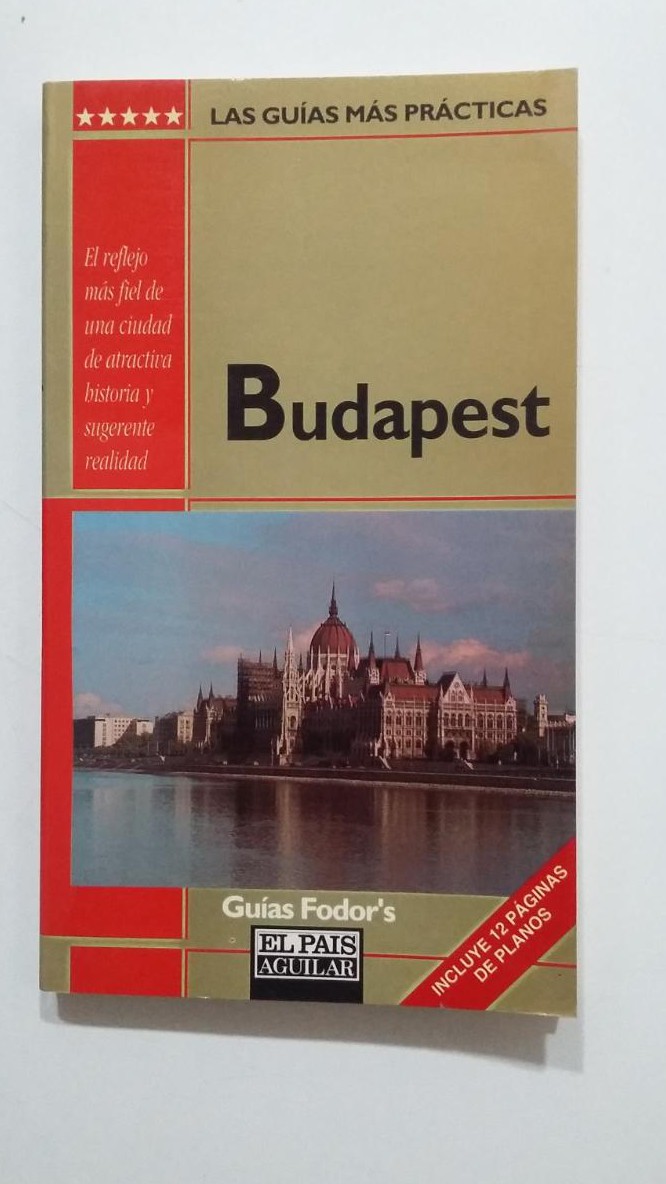 LAS GUÍAS MÁS PRÁCTICAS
El reflejo
más fiel de
una ciudad
de atractiva
historia y
sugerente
realidad
Budapest
Guías Fodor's
EL PAIS
AGUILAR
INCLUYE 12 PÁGINAS
DE PLANOS